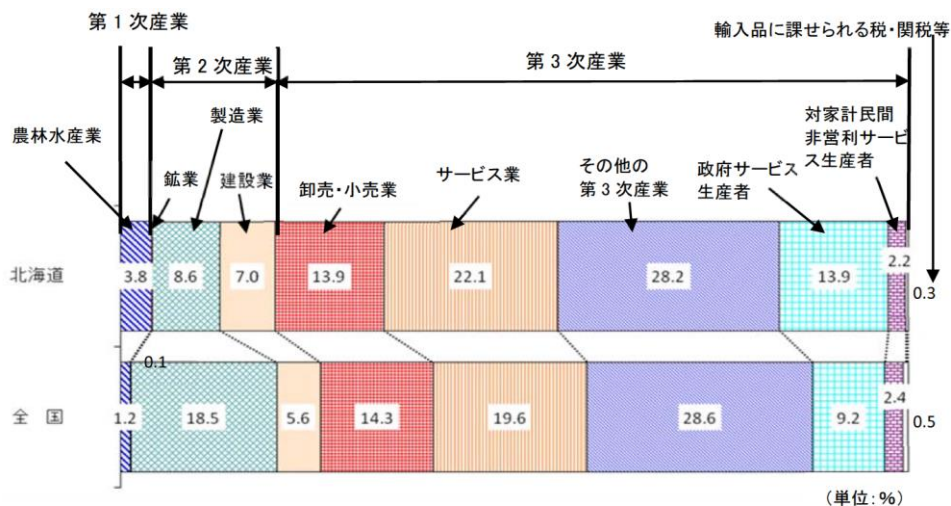 第１次産業
輸入品に課せられる税・関税等
第２次産業
第３次産業
製造業
農林水産業
対家計民間
非営利サービ
ス生産者
鉱業
建設業
卸売・小売業
サービス業
その他の
第３次産業
政府サービス
生産者
北海道
3.8
8.6
7.0
13.9
22.1
28.2
13.9
2.2
0.3
0.1
全　国
1.2
18.5
5.6
14.3
19.6
28.6
9.2
2.4
0.5
（単位：％）